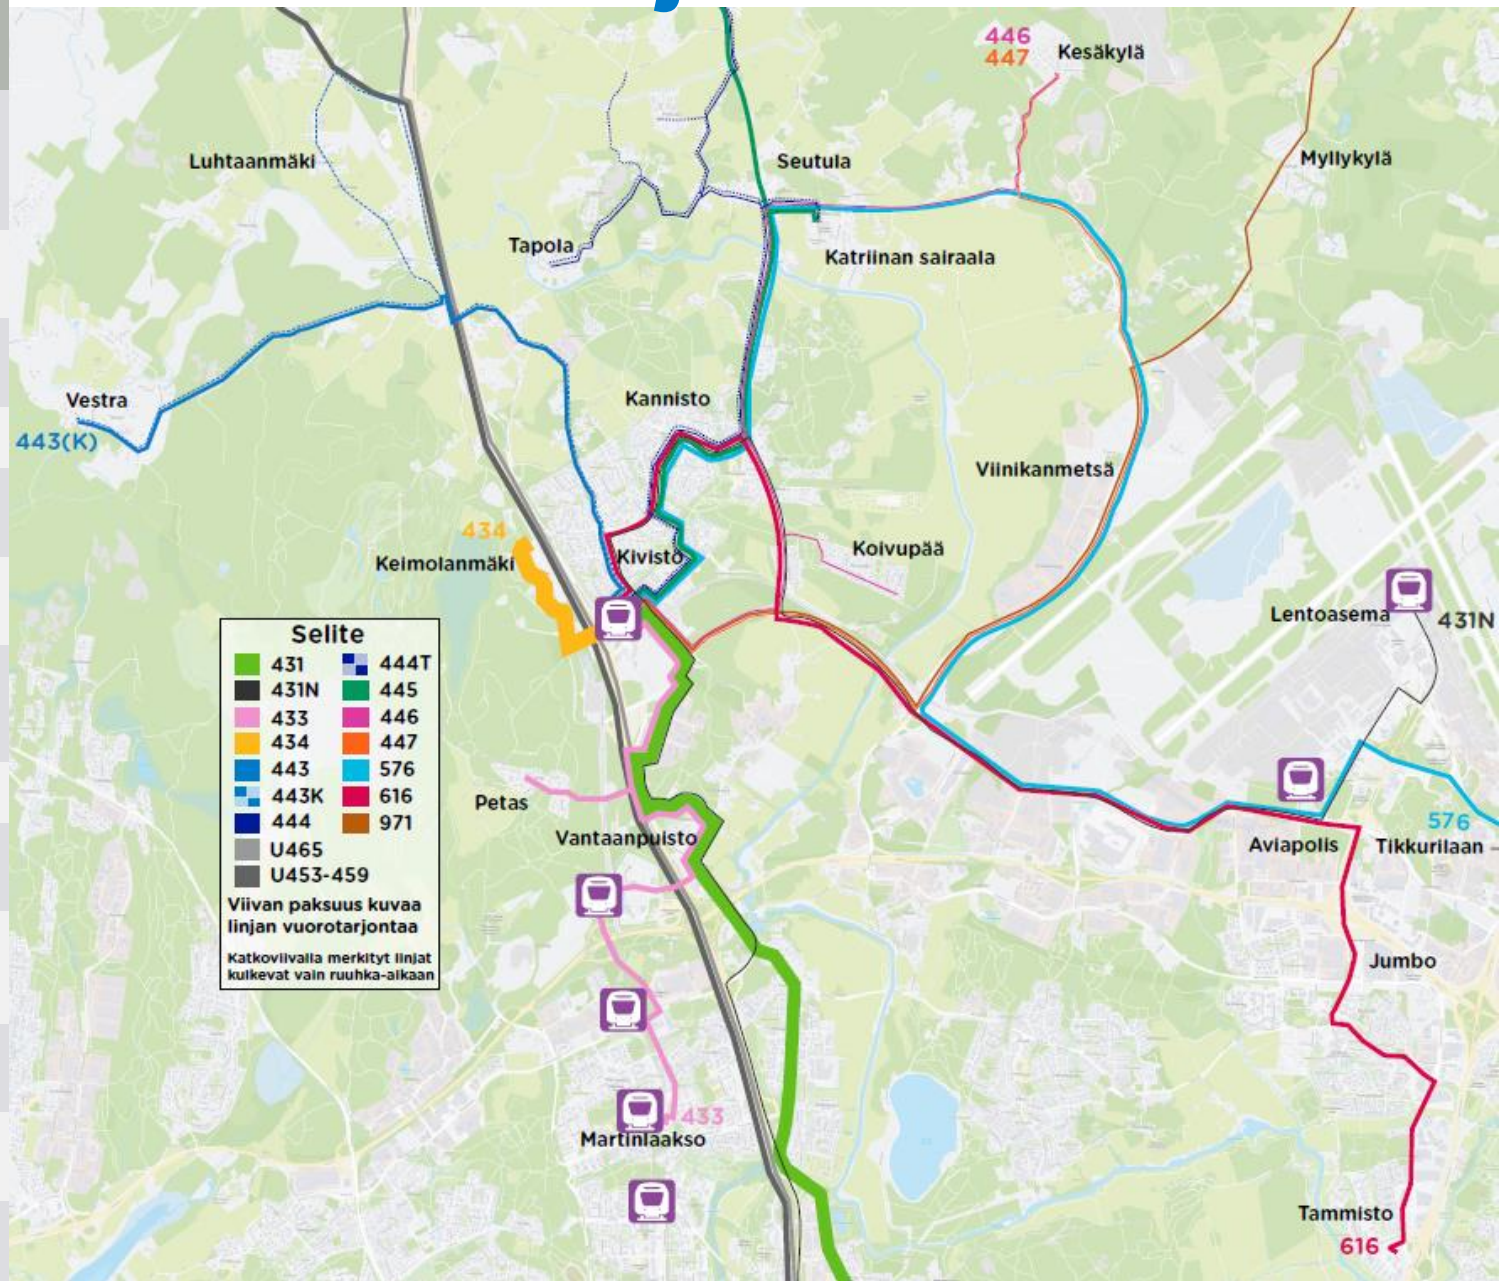 446
447
Kesäkylä
Luhtaanmäki
Seutula
Myllykylä
Tapola
Katriinan sairaala
Vestra
443(K)
Kannisto
Viinikanmetsä
434
Keimolanmäki
Kivistö
Koivupää
Lentoasema
431N
Selite
431
444T
431N
445
433
446
434
447
443
576
443K
616
444
971
U465
U453-459
Viivan paksuus kuvaa
linjan vuorotarjontaa
Katkoviivalla merkityt linjat
kulkevat vain ruuhka-aikaan
Petas
Vantaanpuisto
576
Aviapolis
Tikkurilaan
Jumbo
433
Martinlaakso
Tammisto
616